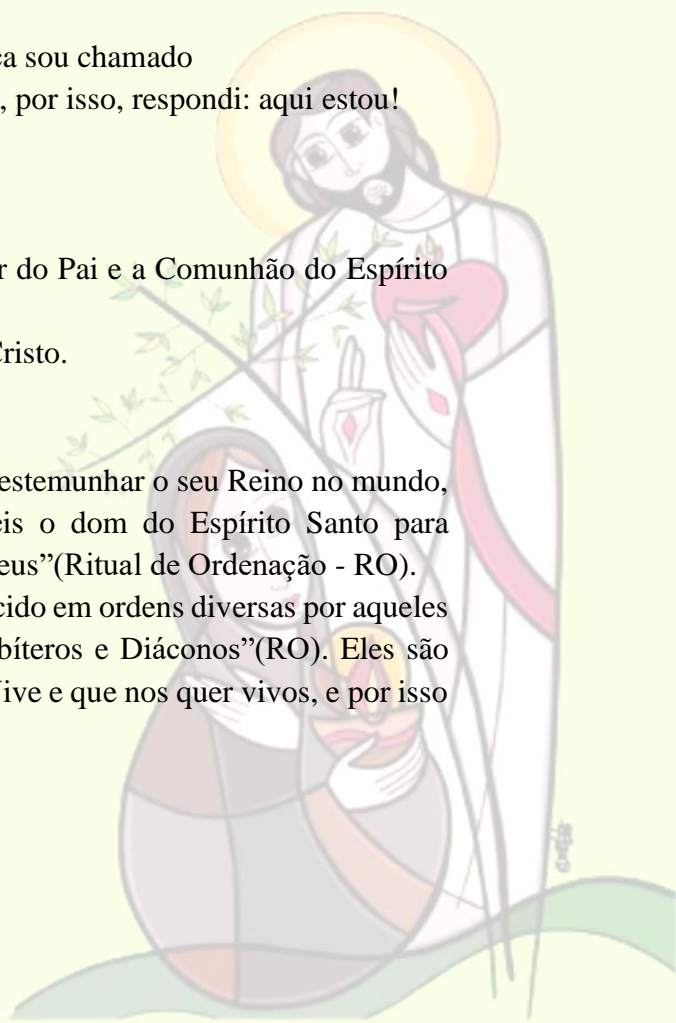 sou chamado
, por isso, respondi: aqui estou!
do Pai e a Comunhão do Espírito
Cristo.
estemunhar o seu Reino no mundo,
eis o dom do Espírito Santo para
eus”(Ritual de Ordenação - RO).
cido em ordens diversas por aqueles
bíteros e Diáconos”(RO). Eles são
ive e que nos quer vivos, e por isso